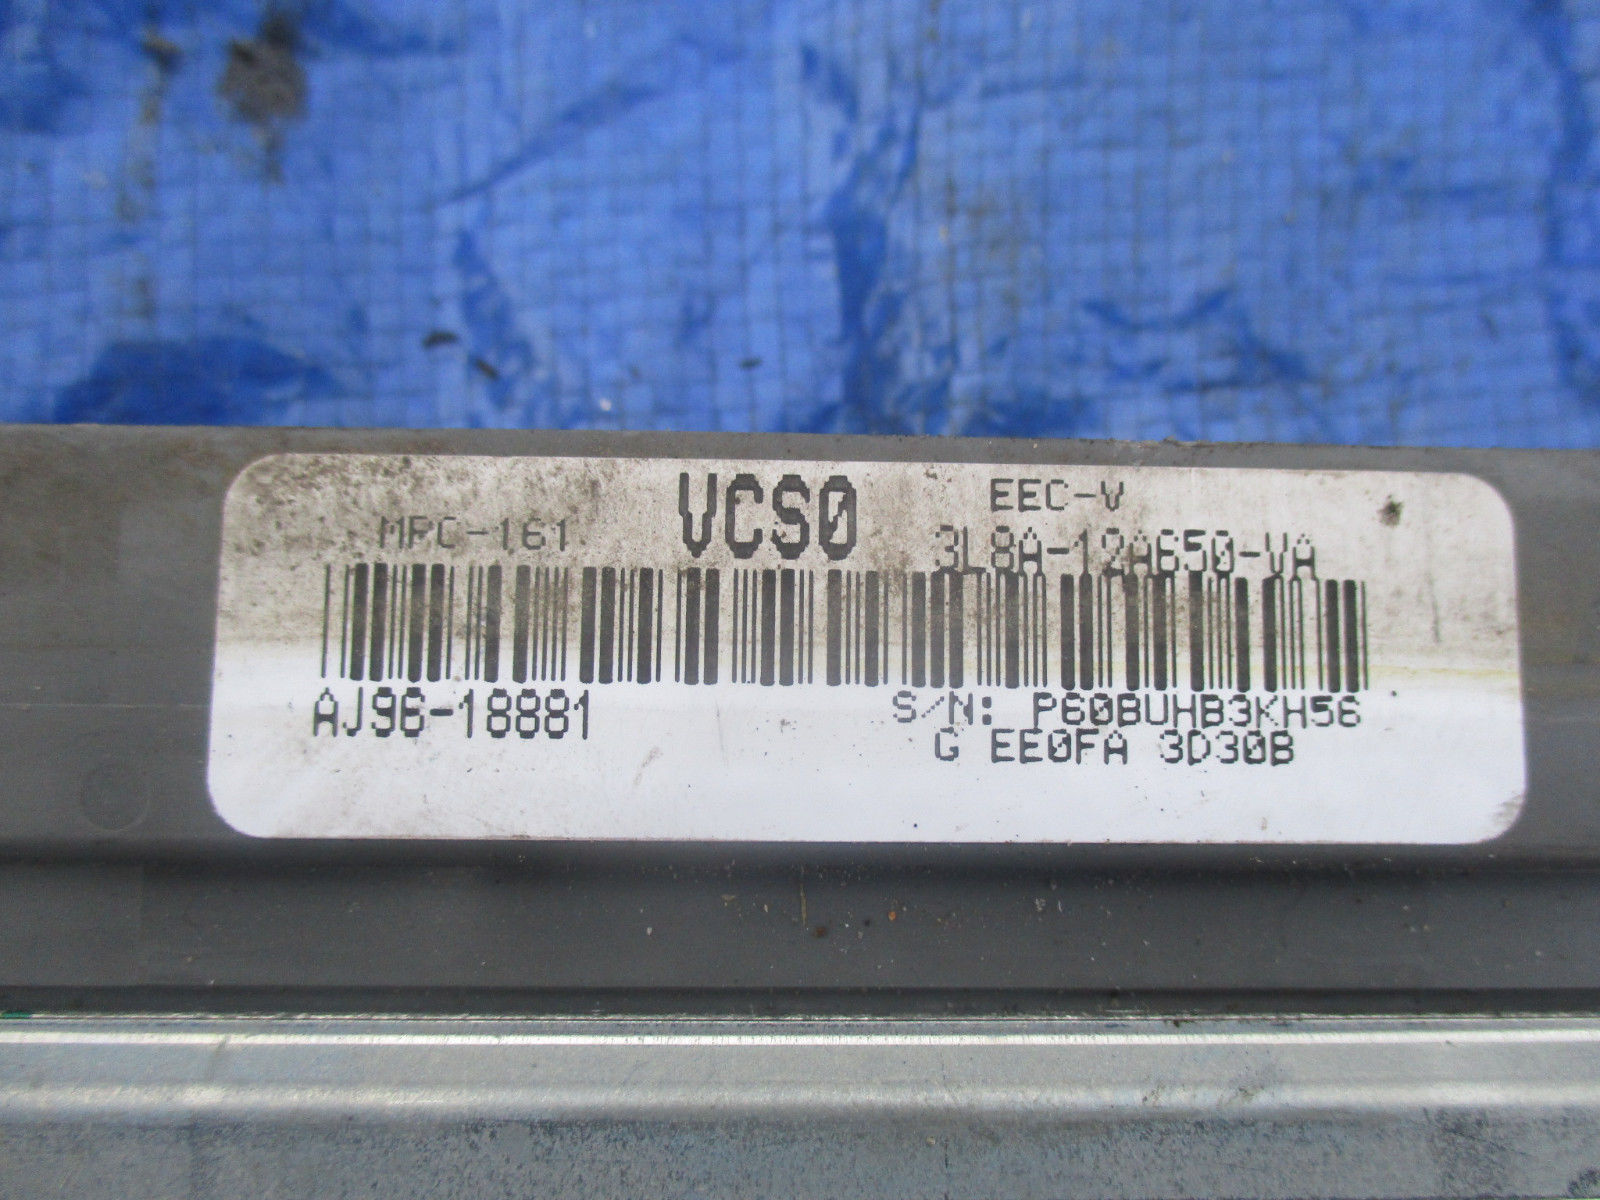 MPC-161
VCS0
EEC-V
3L8A-12A650-VA
AJ96-18881
S/N: P60BUHB3KH56
G EE0FA 3D30B